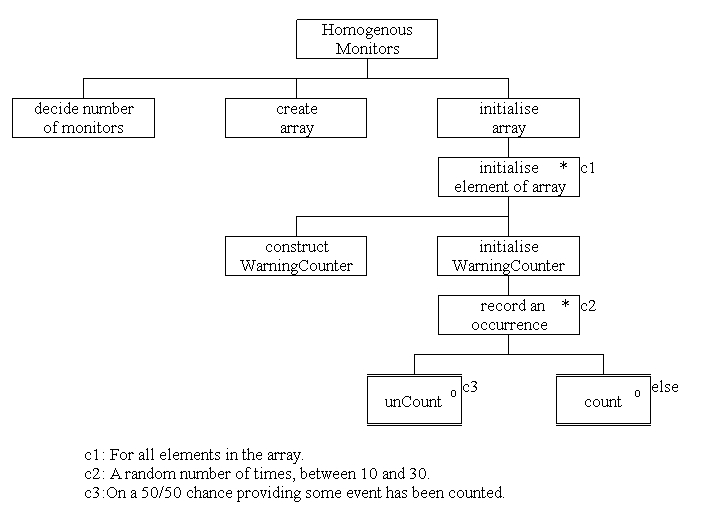 Homogenous
Monitors
decide number
of monitors
create
array
initialise
array
initialise * c1
element of array
construct
WarningCounter
initialise
WarningCounter
record an * c2
occurrence
unCount o c3
count o else
c1: For all elements in the array.
c2: A random number of times, between 10 and 30.
c3:On a 50/50 chance providing some event has been counted.